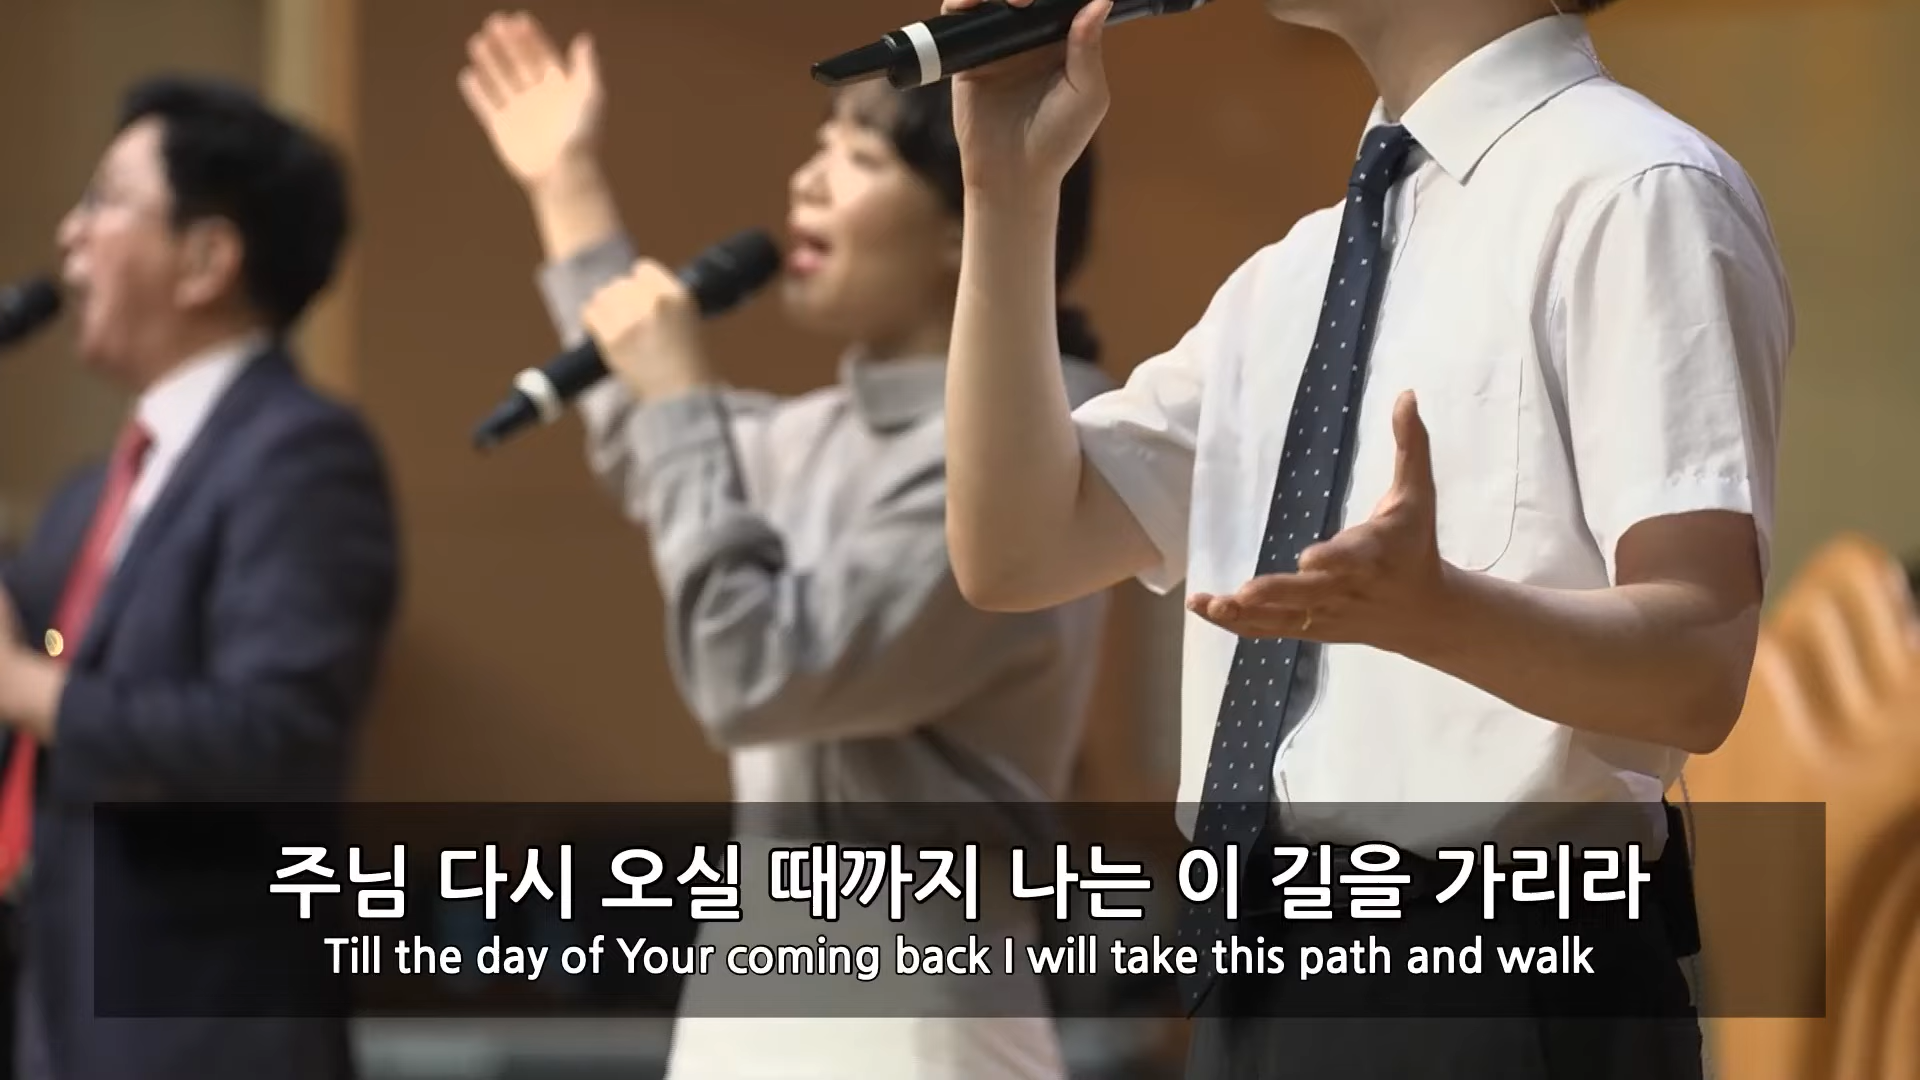 주님 다시 오실 때까지 나는 이 길을 가리라
Till the day of Your coming back I will take this path and walk